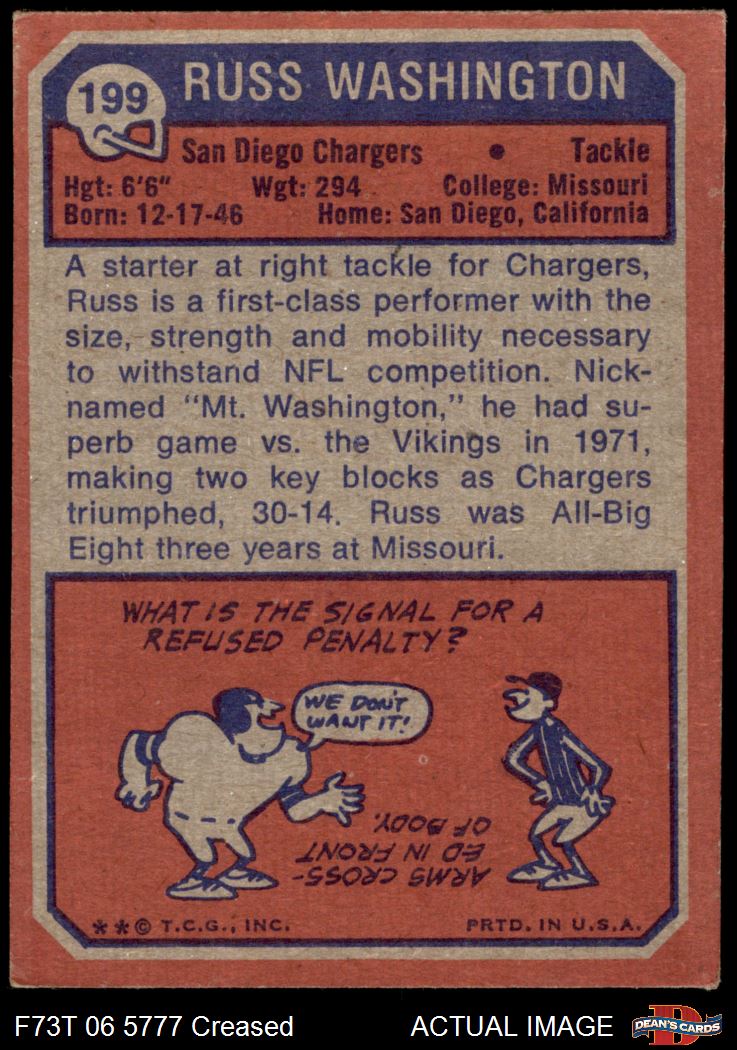 199
RUSS WASHINGTON
San Diego Chargers • Tackle
Hgt: 6'6" Wgt: 294 College: Missouri
Born: 12-17-46 Home: San Diego, California
A starter at right tackle for Chargers,
Russ is a first-class performer with the
size, strength and mobility necessary
to withstand NFL competition. Nick-
named "Mt. Washington," he had su-
perb game vs. the Vikings in 1971,
making two key blocks as Chargers
triumphed, 30-14. Russ was All-Big
Eight three years at Missouri.
WHAT IS THE SIGNAL FOR A
REFUSED PENALTY?
WE DON'T
WANT IT!
ARMS CROSS-
ED IN FRONT
OF BODY.
**© T.C.G., INC. PRTD. IN U.S.A.
F73T 06 5777 Creased ACTUAL IMAGE
D
DEAN'S CARDS